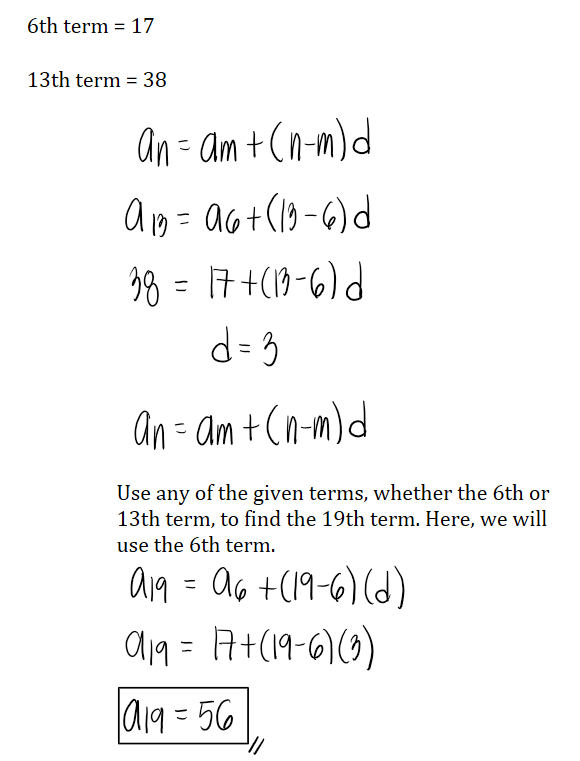 6th term = 17
13th term = 38
an = am + (n-m)d
a13 = a6 + (13-6)d
38 = 17 + (13-6)d
d = 3
an = am + (n-m)d
Use any of the given terms, whether the 6th or
13th term, to find the 19th term. Here, we will
use the 6th term.
a19 = a6 + (19-6)(d)
a19 = 17 + (19-6)(3)
a19 = 56 //